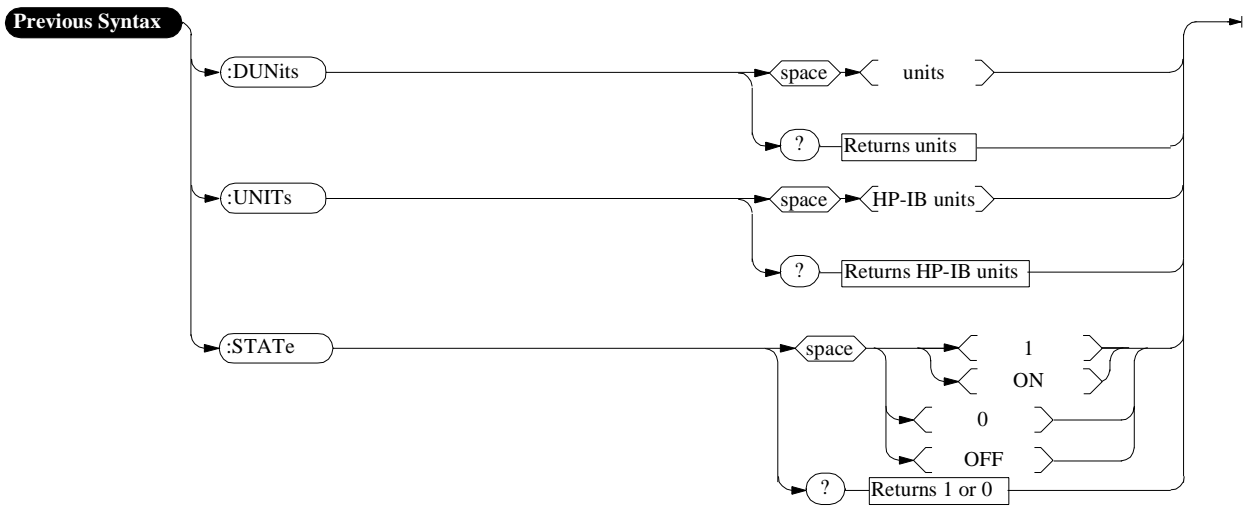 Previous Syntax
:DUNits space units
? Returns units
:UNITs space HP-IB units
? Returns HP-IB units
:STATe space 1
ON
0
OFF
? Returns 1 or 0